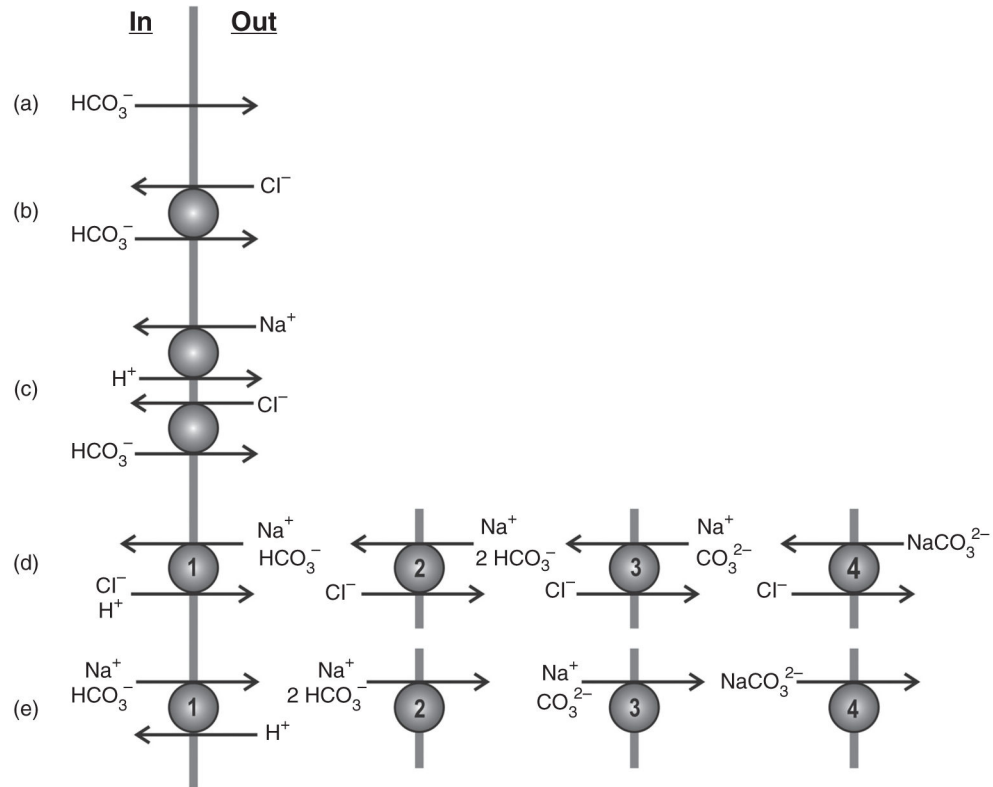 In Out
(a) HCO₃⁻
Cl⁻
(b)
HCO₃⁻
Na⁺
H⁺
(c) Cl⁻
HCO₃⁻
Na⁺ Na⁺ Na⁺ NaCO₃²⁻
(d) 1 HCO₃⁻ 2 2 HCO₃⁻ 3 CO₃²⁻ 4
Cl⁻ Cl⁻ Cl⁻ Cl⁻
H⁺
Na⁺ Na⁺ Na⁺ NaCO₃²⁻
HCO₃⁻ 2 HCO₃⁻ CO₃²⁻
(e) 1 2 3 4
H⁺